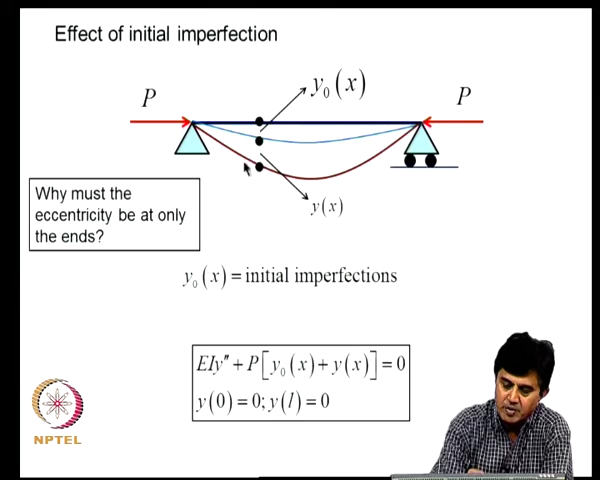 Effect of initial imperfection
y₀(x)
P
P
Why must the
eccentricity be at only
the ends?
y(x)
y₀(x) = initial imperfections
EIy″ + P[y₀(x) + y(x)] = 0
y(0) = 0; y(l) = 0
NPTEL